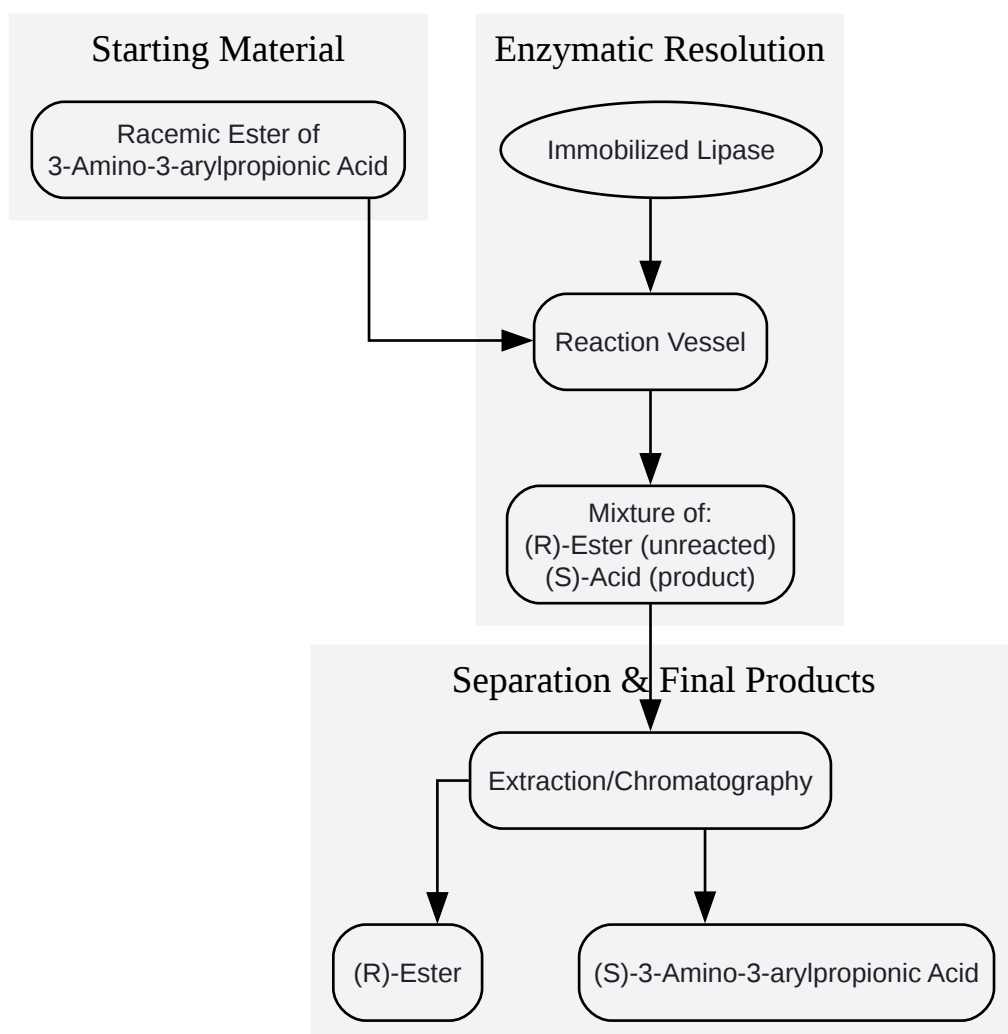 Starting Material
Racemic Ester of
3-Amino-3-arylpropionic Acid
Enzymatic Resolution
Immobilized Lipase
Reaction Vessel
Mixture of:
(R)-Ester (unreacted)
(S)-Acid (product)
Separation & Final Products
Extraction/Chromatography
(R)-Ester
(S)-3-Amino-3-arylpropionic Acid